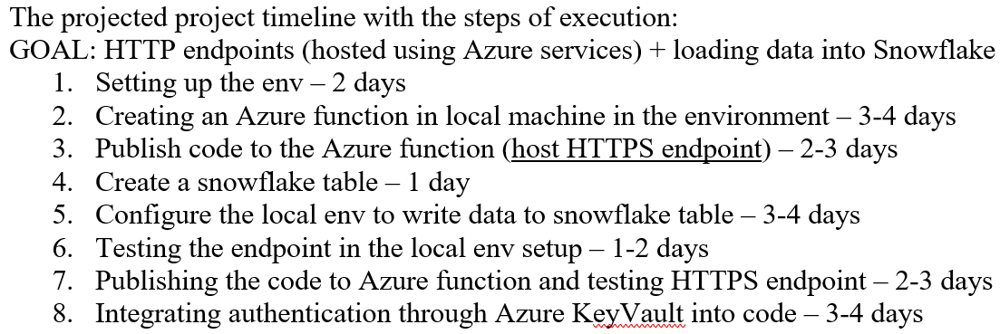 The projected project timeline with the steps of execution:
GOAL: HTTP endpoints (hosted using Azure services) + loading data into Snowflake
1. Setting up the env – 2 days
2. Creating an Azure function in local machine in the environment – 3-4 days
3. Publish code to the Azure function (host HTTPS endpoint) – 2-3 days
4. Create a snowflake table – 1 day
5. Configure the local env to write data to snowflake table – 3-4 days
6. Testing the endpoint in the local env setup – 1-2 days
7. Publishing the code to Azure function and testing HTTPS endpoint – 2-3 days
8. Integrating authentication through Azure KeyVault into code – 3-4 days